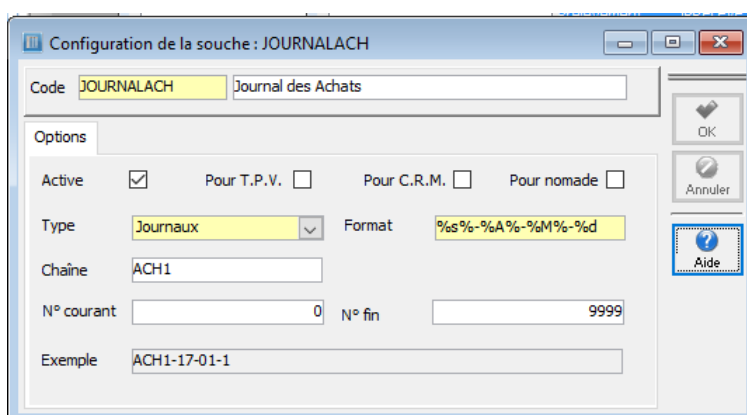 Configuration de la souche : JOURNALACH
Code JOURNALACH Journal des Achats
OK
Annuler
Aide
Options
Active Pour T.P.V. Pour C.R.M. Pour nomade
Type Journaux Format %s%-%A%-%M%-%d
Chaîne ACH1
N° courant 0 N° fin 9999
Exemple ACH1-17-01-1